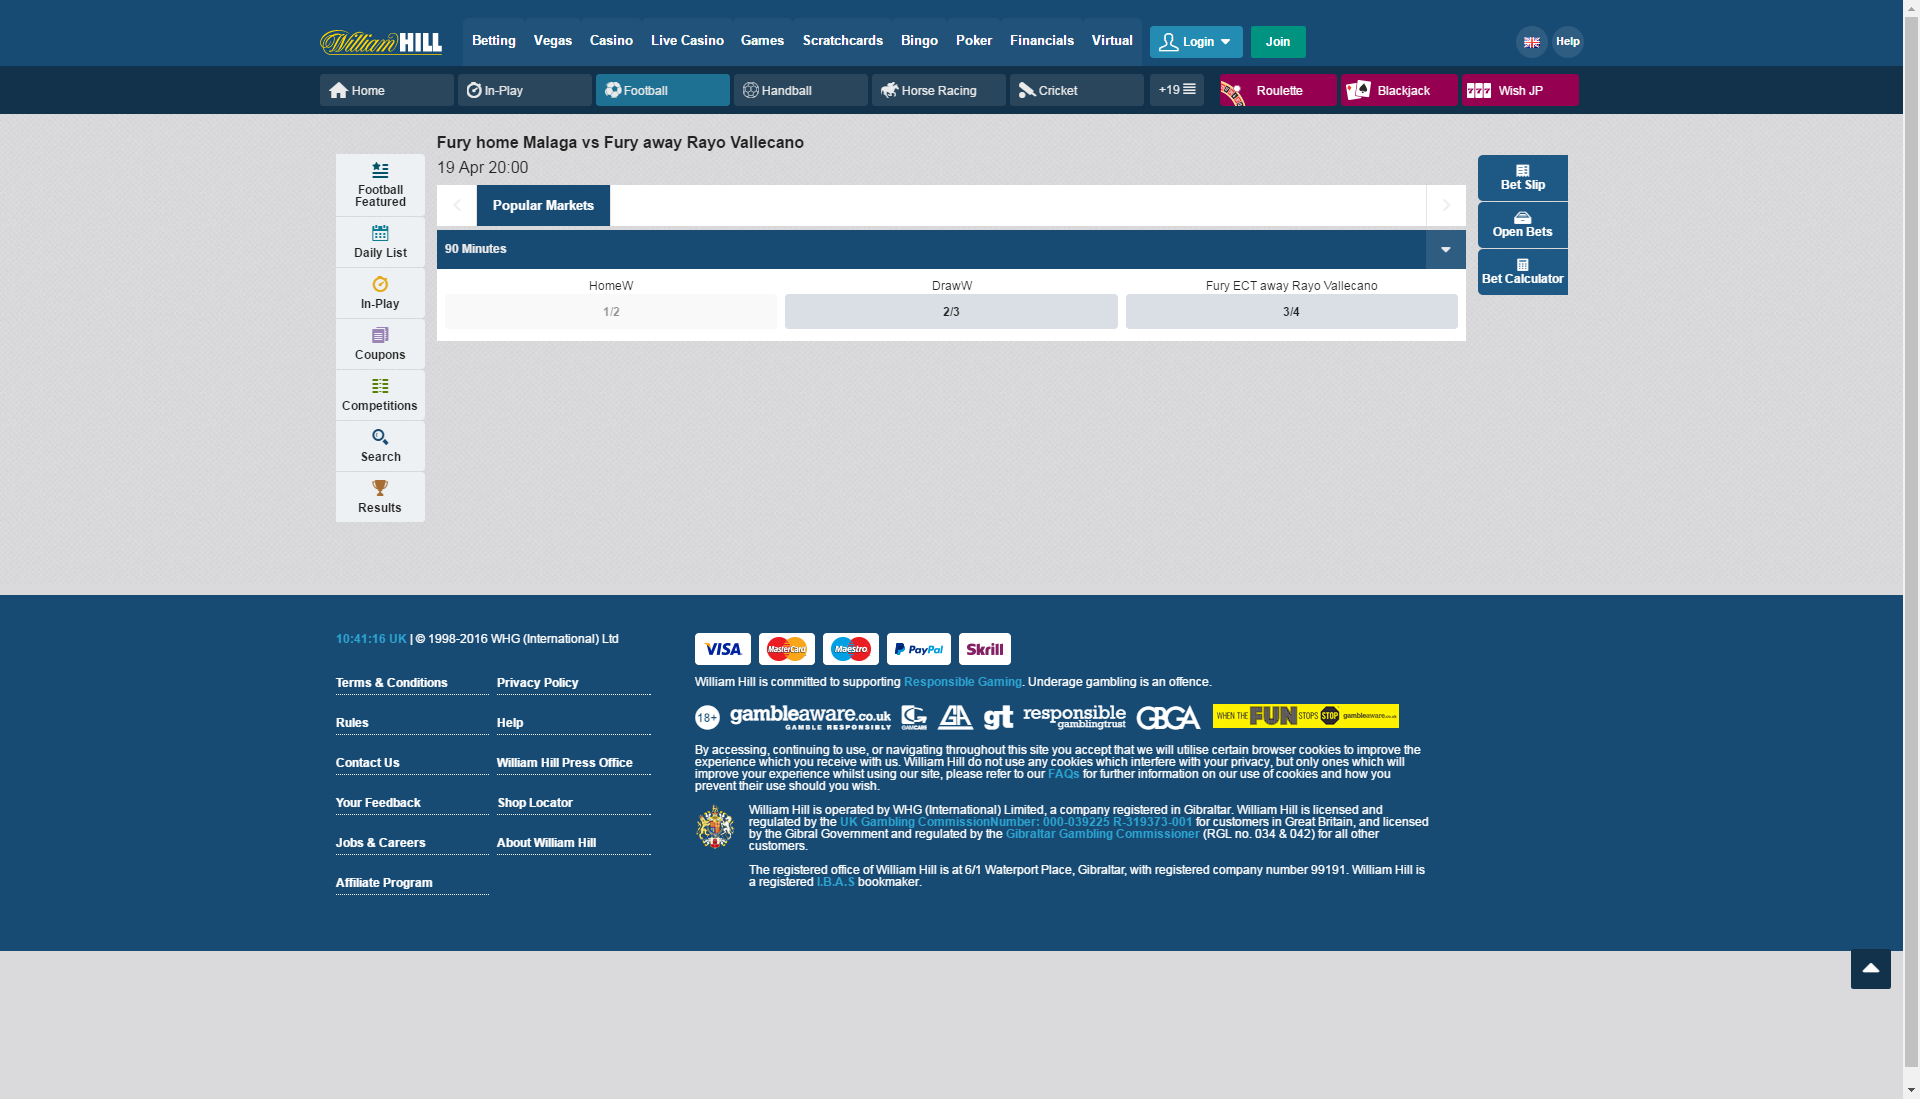 William HILL
Betting Vegas Casino Live Casino Games Scratchcards Bingo Poker Financials Virtual Login Join Help
Home In-Play Football Handball Horse Racing Cricket +19 Roulette Blackjack 777 Wish JP
Fury home Malaga vs Fury away Rayo Vallecano
19 Apr 20:00
Popular Markets
90 Minutes
HomeW DrawW Fury ECT away Rayo Vallecano
1/2 2/3 3/4
Football
Featured
Daily List
In-Play
Coupons
Competitions
Search
Results
Bet Slip
Open Bets
Bet Calculator
10:41:16 UK | © 1998-2016 WHG (International) Ltd
Terms & Conditions Privacy Policy
Rules Help
Contact Us William Hill Press Office
Your Feedback Shop Locator
Jobs & Careers About William Hill
Affiliate Program
VISA MasterCard Maestro PayPal Skrill
William Hill is committed to supporting Responsible Gaming. Underage gambling is an offence.
18+ gambleaware.co.uk GAMBLE RESPONSIBLY GAMCARE GA gt responsible gamblingtrust GBGA WHEN THE FUN STOPS STOP gambleaware.co.uk
By accessing, continuing to use, or navigating throughout this site you accept that we will utilise certain browser cookies to improve the
experience which you receive with us. William Hill do not use any cookies which interfere with your privacy, but only ones which will
improve your experience whilst using our site, please refer to our FAQs for further information on our use of cookies and how you
prevent their use should you wish.
William Hill is operated by WHG (International) Limited, a company registered in Gibraltar. William Hill is licensed and
regulated by the UK Gambling CommissionNumber: 000-039225 R-319373-001 for customers in Great Britain, and licensed
by the Gibral Government and regulated by the Gibraltar Gambling Commissioner (RGL no. 034 & 042) for all other
customers.
The registered office of William Hill is at 6/1 Waterport Place, Gibraltar, with registered company number 99191. William Hill is
a registered I.B.A.S bookmaker.